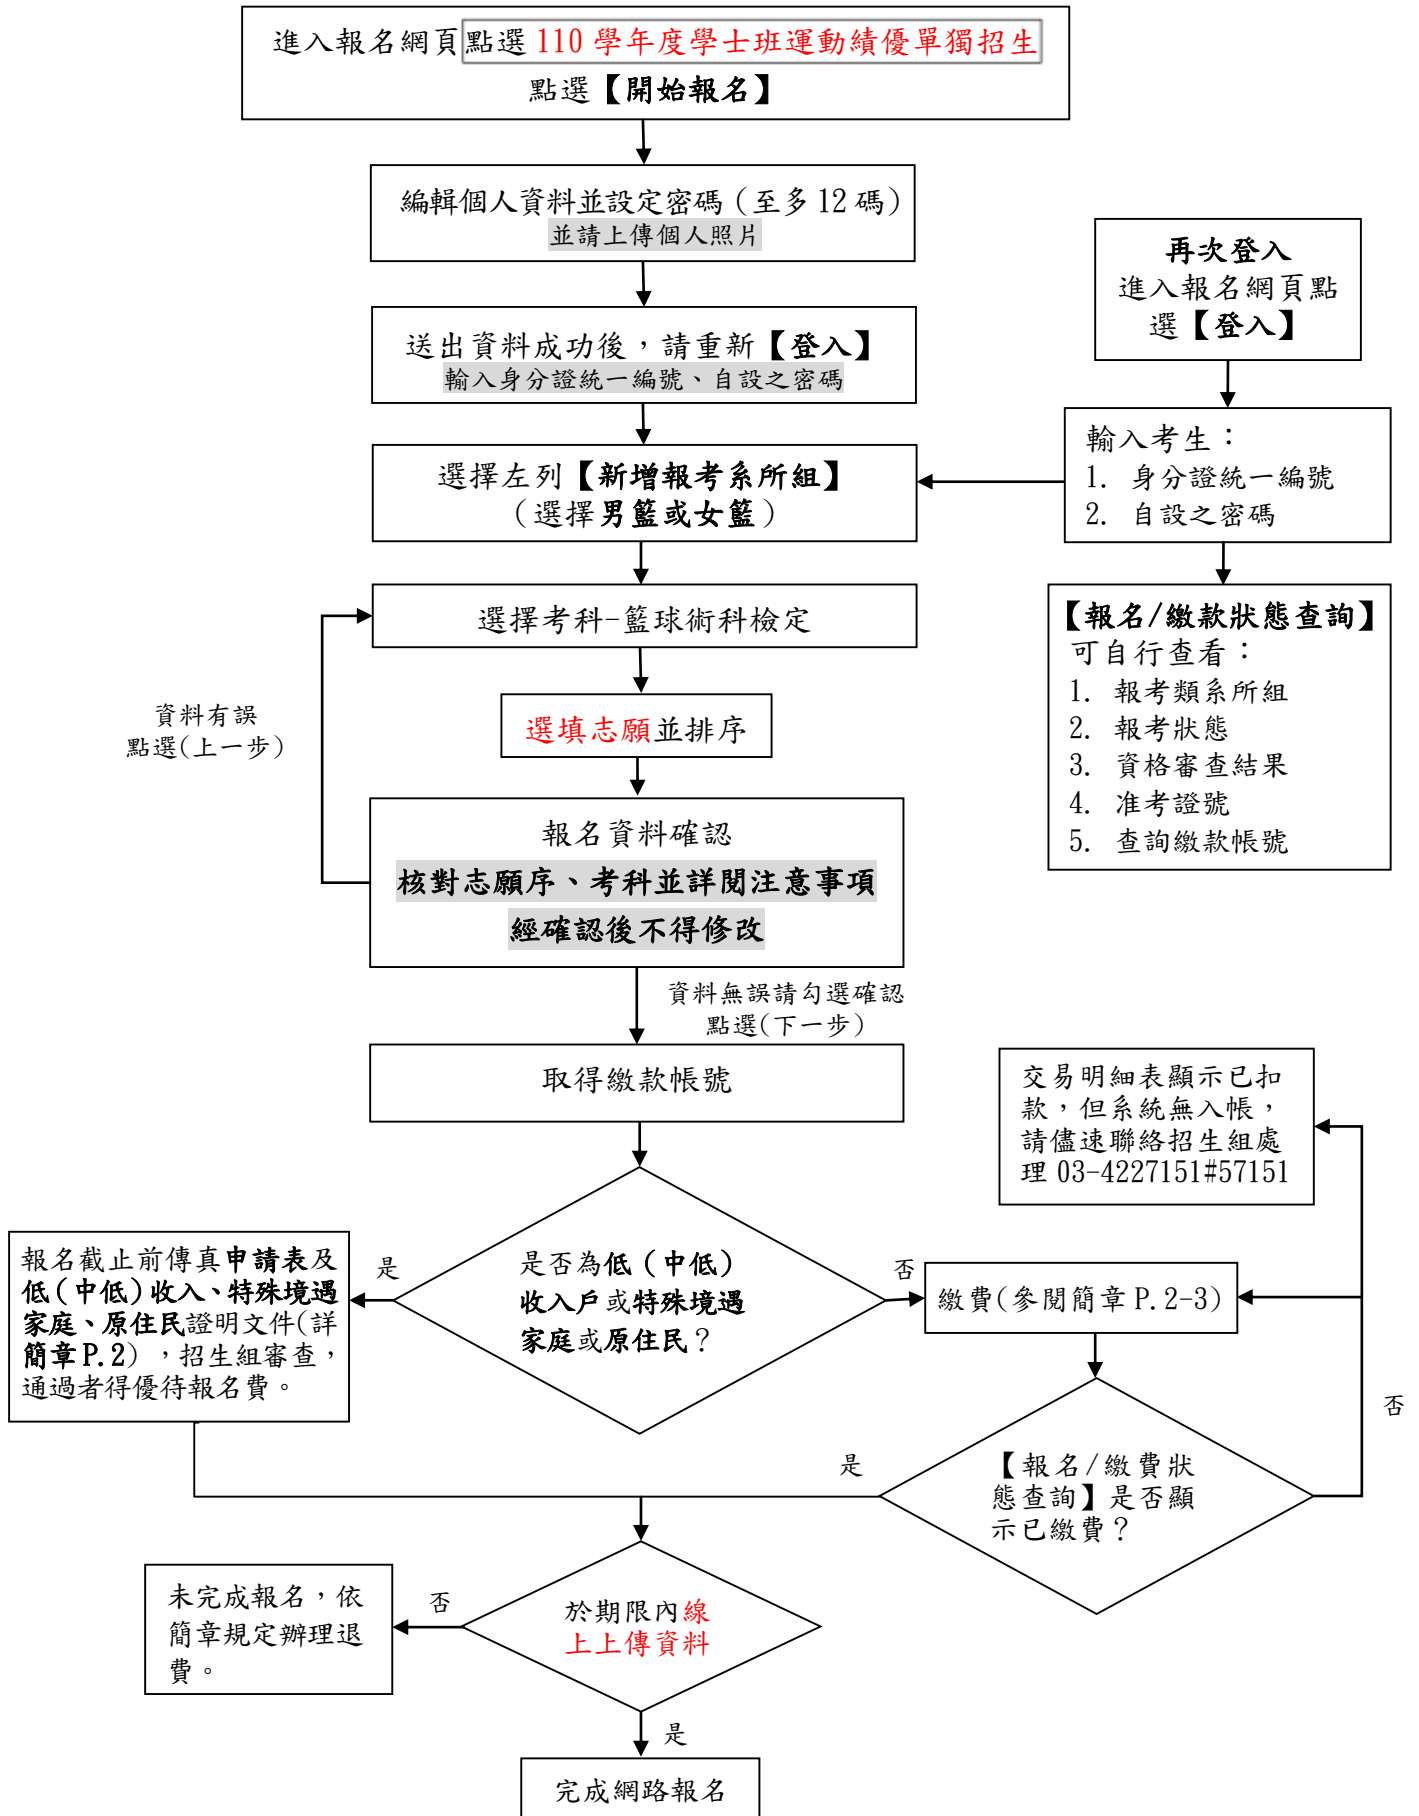 進入報名網頁點選 110 學年度學士班運動績優單獨招生
點選【開始報名】
編輯個人資料並設定密碼（至多 12 碼）
並請上傳個人照片
送出資料成功後，請重新【登入】
輸入身分證統一編號、自設之密碼
再次登入
進入報名網頁點
選【登入】
輸入考生：
1. 身分證統一編號
2. 自設之密碼
選擇左列【新增報考系所組】
（選擇男籃或女籃）
選擇考科-籃球術科檢定
【報名/繳款狀態查詢】
可自行查看：
1. 報考類系所組
2. 報考狀態
3. 資格審查結果
4. 准考證號
5. 查詢繳款帳號
選填志願並排序
資料有誤
點選(上一步)
報名資料確認
核對志願序、考科並詳閱注意事項
經確認後不得修改
資料無誤請勾選確認
點選(下一步)
取得繳款帳號
交易明細表顯示已扣
款，但系統無入帳，
請儘速聯絡招生組處
理 03-4227151#57151
是否為低（中低）
收入戶或特殊境遇
家庭或原住民？
是
否
報名截止前傳真申請表及
低(中低)收入、特殊境遇
家庭、原住民證明文件(詳
簡章 P.2)，招生組審查，
通過者得優待報名費。
繳費(參閱簡章 P.2-3)
否
是
【報名/繳費狀
態查詢】是否顯
示已繳費？
於期限內線
上上傳資料
否
未完成報名，依
簡章規定辦理退
費。
是
完成網路報名